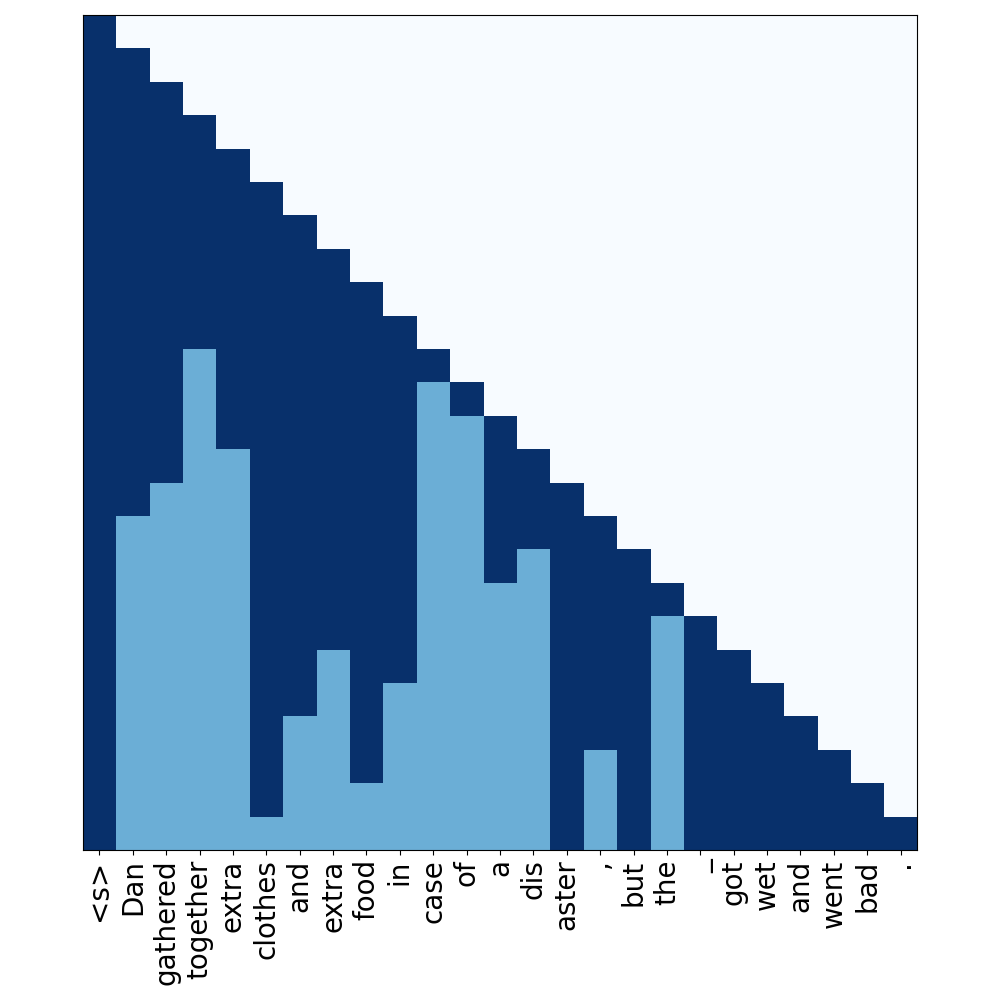 <s> Dan gathered together extra clothes and extra food in case of a dis aster , but the _ got wet and went bad .